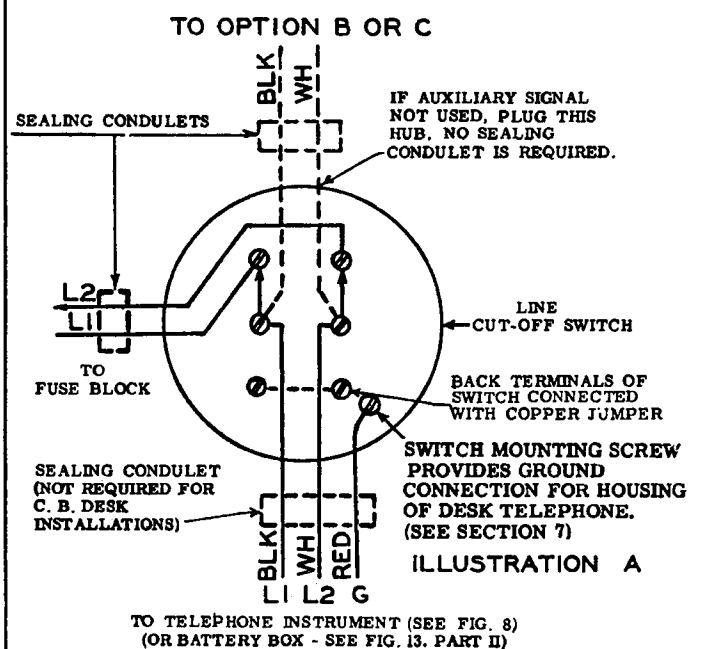 TO OPTION B OR C
BLK
WH
SEALING CONDULETS
IF AUXILIARY SIGNAL
NOT USED, PLUG THIS
HUB. NO SEALING
CONDULET IS REQUIRED.
L2
L1
TO
FUSE BLOCK
LINE
CUT-OFF SWITCH
BACK TERMINALS OF
SWITCH CONNECTED
WITH COPPER JUMPER
SWITCH MOUNTING SCREW
PROVIDES GROUND
CONNECTION FOR HOUSING
OF DESK TELEPHONE.
(SEE SECTION 7)
SEALING CONDULET
(NOT REQUIRED FOR
C. B. DESK
INSTALLATIONS)
BLK
WH
RED
L1 L2 G
ILLUSTRATION A
TO TELEPHONE INSTRUMENT (SEE FIG. 8)
(OR BATTERY BOX - SEE FIG. 13. PART II)